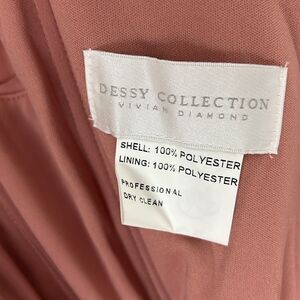 DESSY COLLECTION
VIVIAN DIAMOND
SHELL: 100% POLYESTER
LINING: 100% POLYESTER
PROFESSIONAL
DRY CLEAN